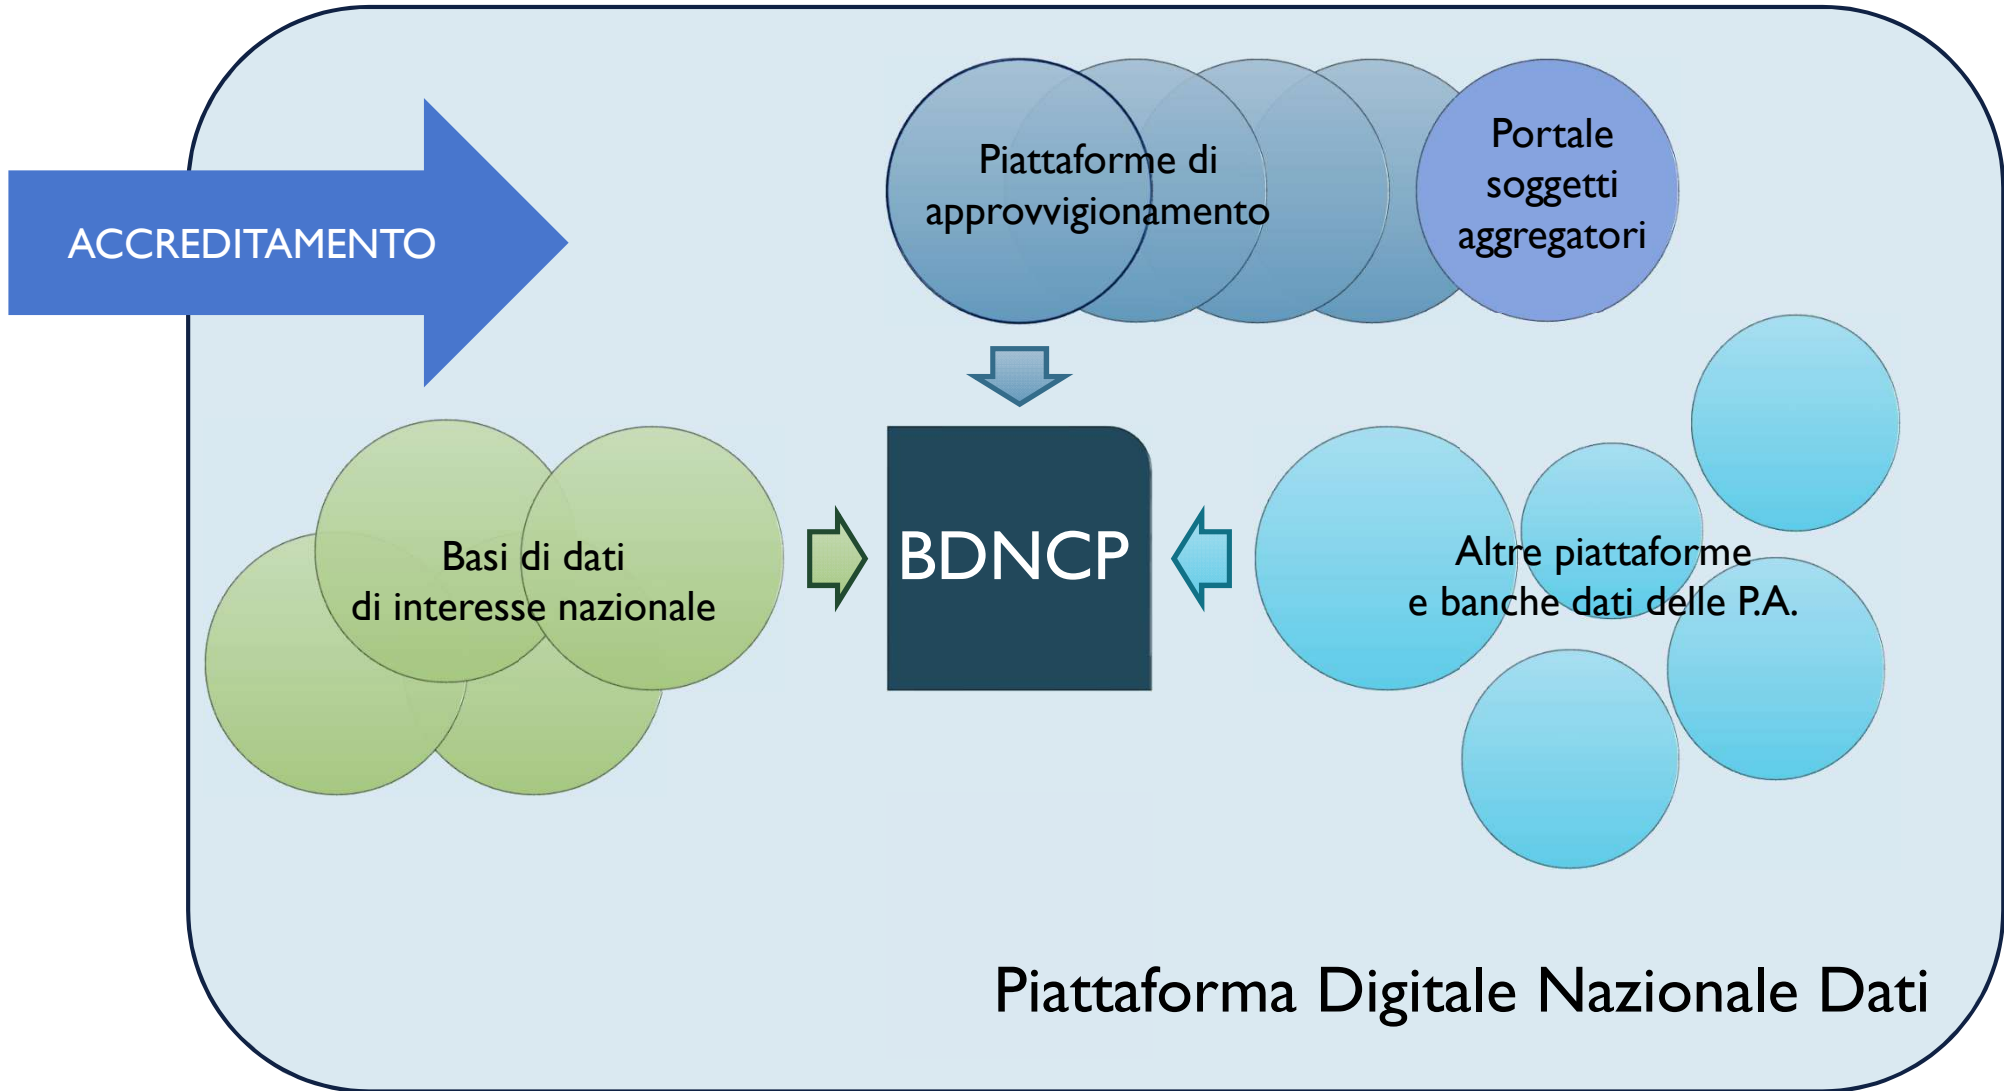 ACCREDITAMENTO
Piattaforme di
approvvigionamento
Portale
soggetti
aggregatori
Basi di dati
di interesse nazionale
BDNCP
Altre piattaforme
e banche dati delle P.A.
Piattaforma Digitale Nazionale Dati